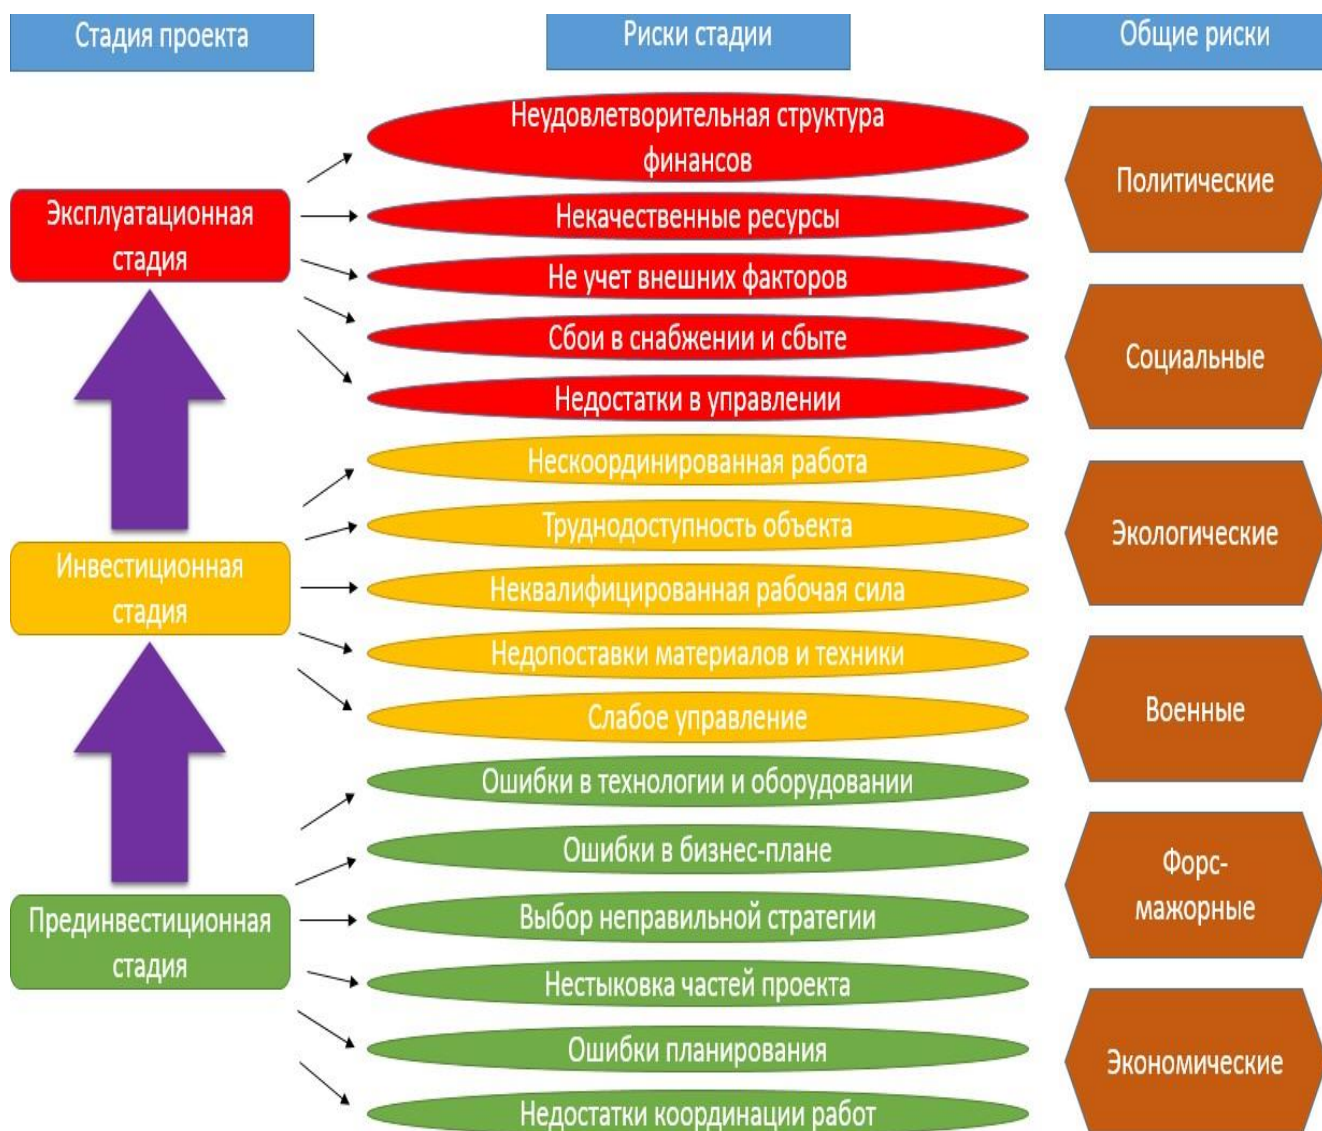 Стадия проекта
Риски стадии
Общие риски
Эксплуатационная
стадия
Инвестиционная
стадия
Прединвестиционная
стадия
Неудовлетворительная структура
финансов
Некачественные ресурсы
Не учет внешних факторов
Сбои в снабжении и сбыте
Недостатки в управлении
Нескоординированная работа
Труднодоступность объекта
Неквалифицированная рабочая сила
Недопоставки материалов и техники
Слабое управление
Ошибки в технологии и оборудовании
Ошибки в бизнес-плане
Выбор неправильной стратегии
Нестыковка частей проекта
Ошибки планирования
Недостатки координации работ
Политические
Социальные
Экологические
Военные
Форс-
мажорные
Экономические